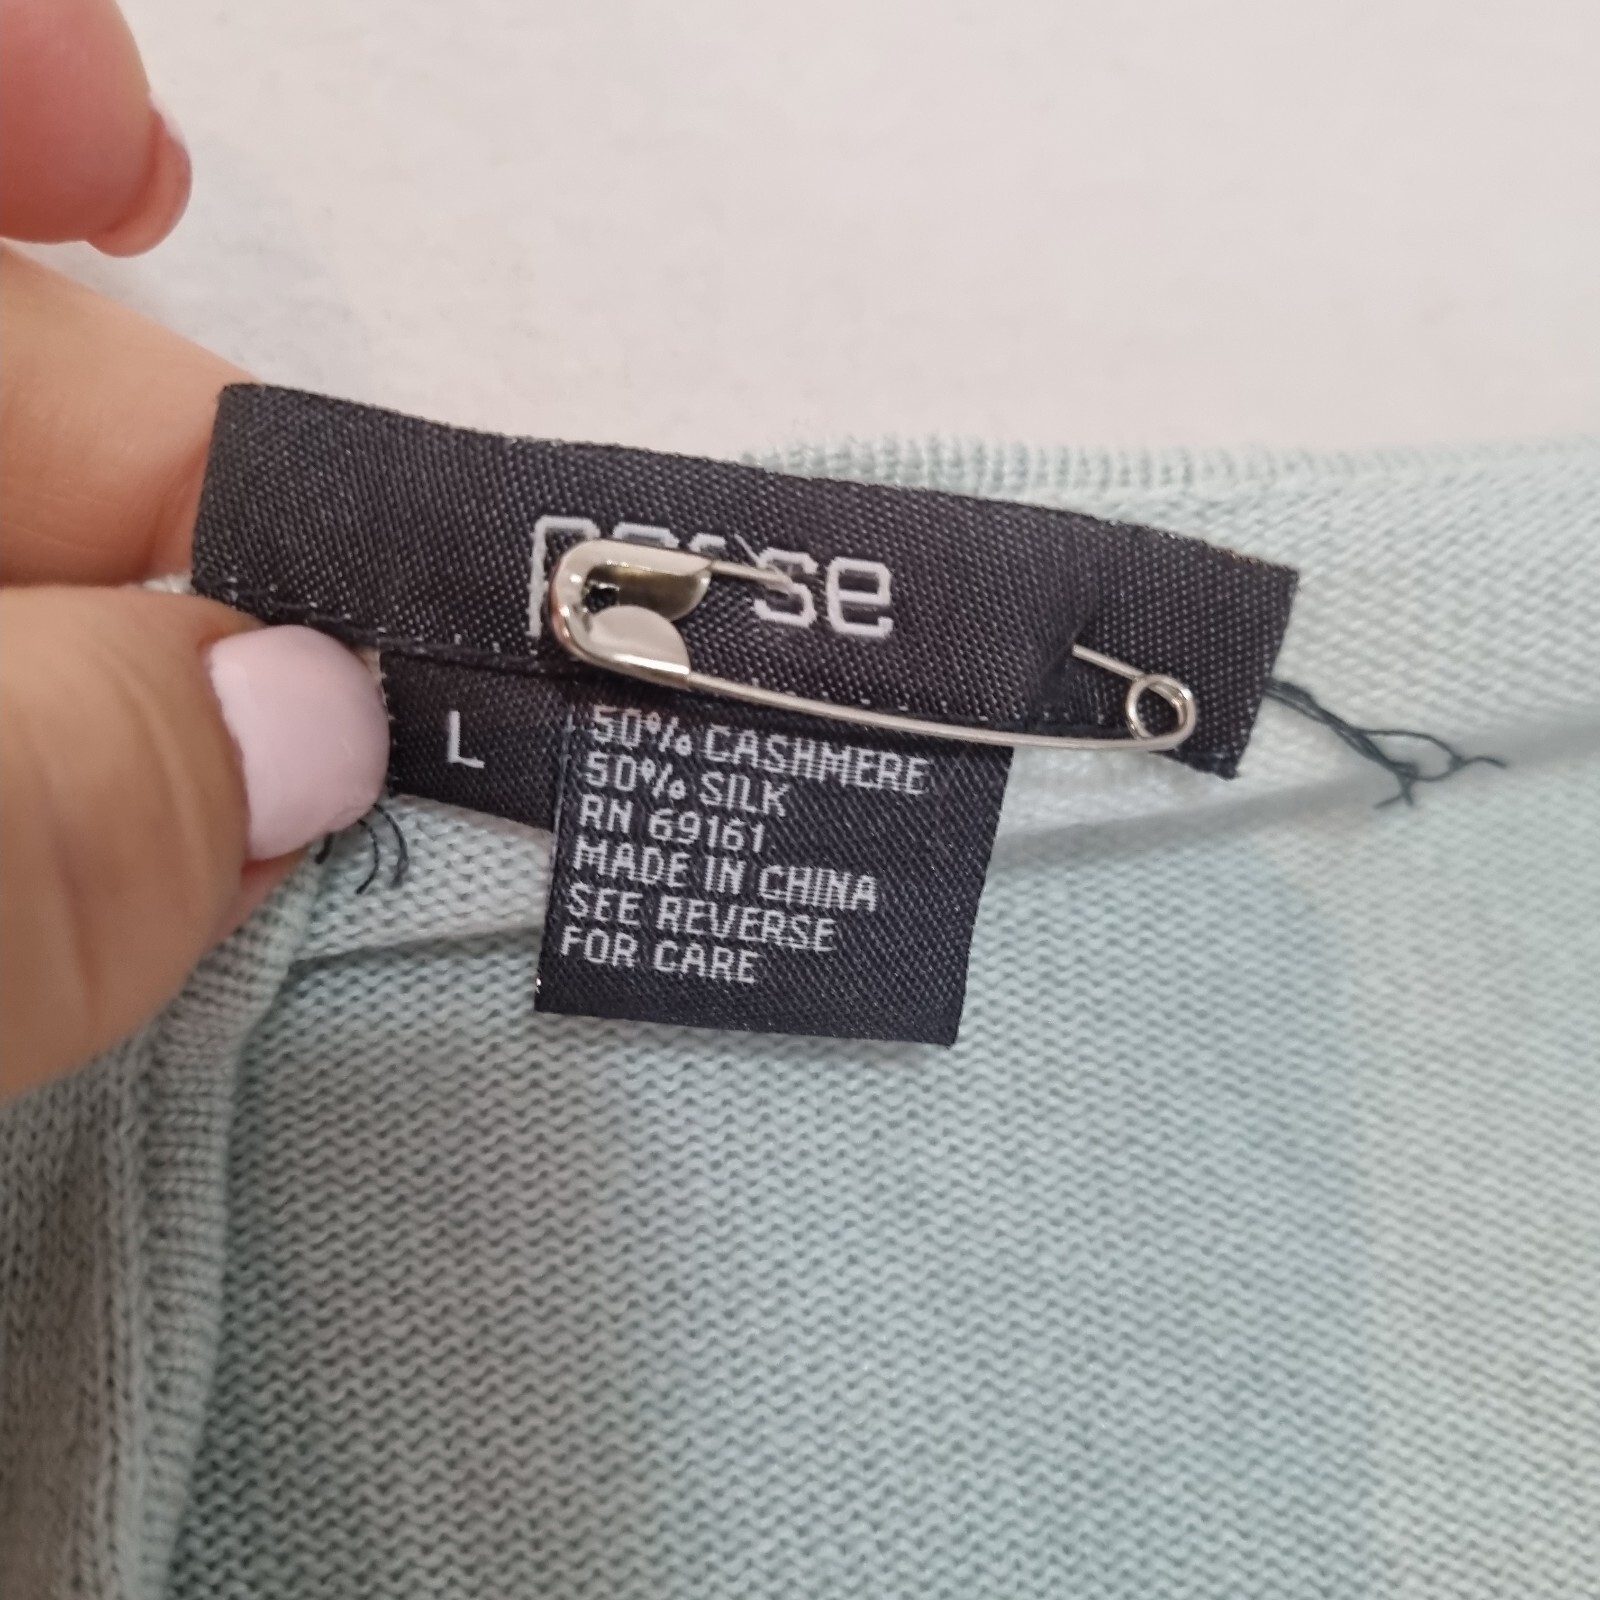 L
50% CASHMERE
50% SILK
RN 69161
MADE IN CHINA
SEE REVERSE
FOR CARE